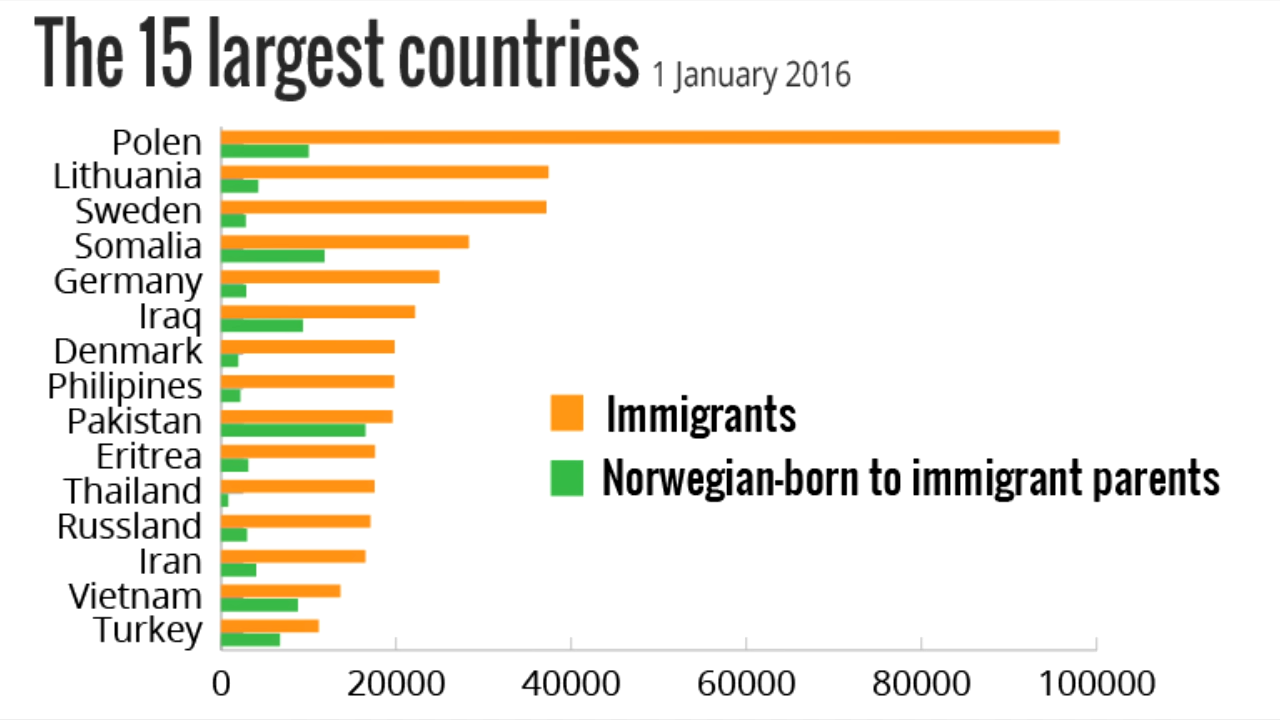 The 15 largest countries 1 January 2016
Polen
Lithuania
Sweden
Somalia
Germany
Iraq
Denmark
Philipines
Pakistan
Eritrea
Thailand
Russland
Iran
Vietnam
Turkey
Immigrants
Norwegian-born to immigrant parents
0 20000 40000 60000 80000 100000